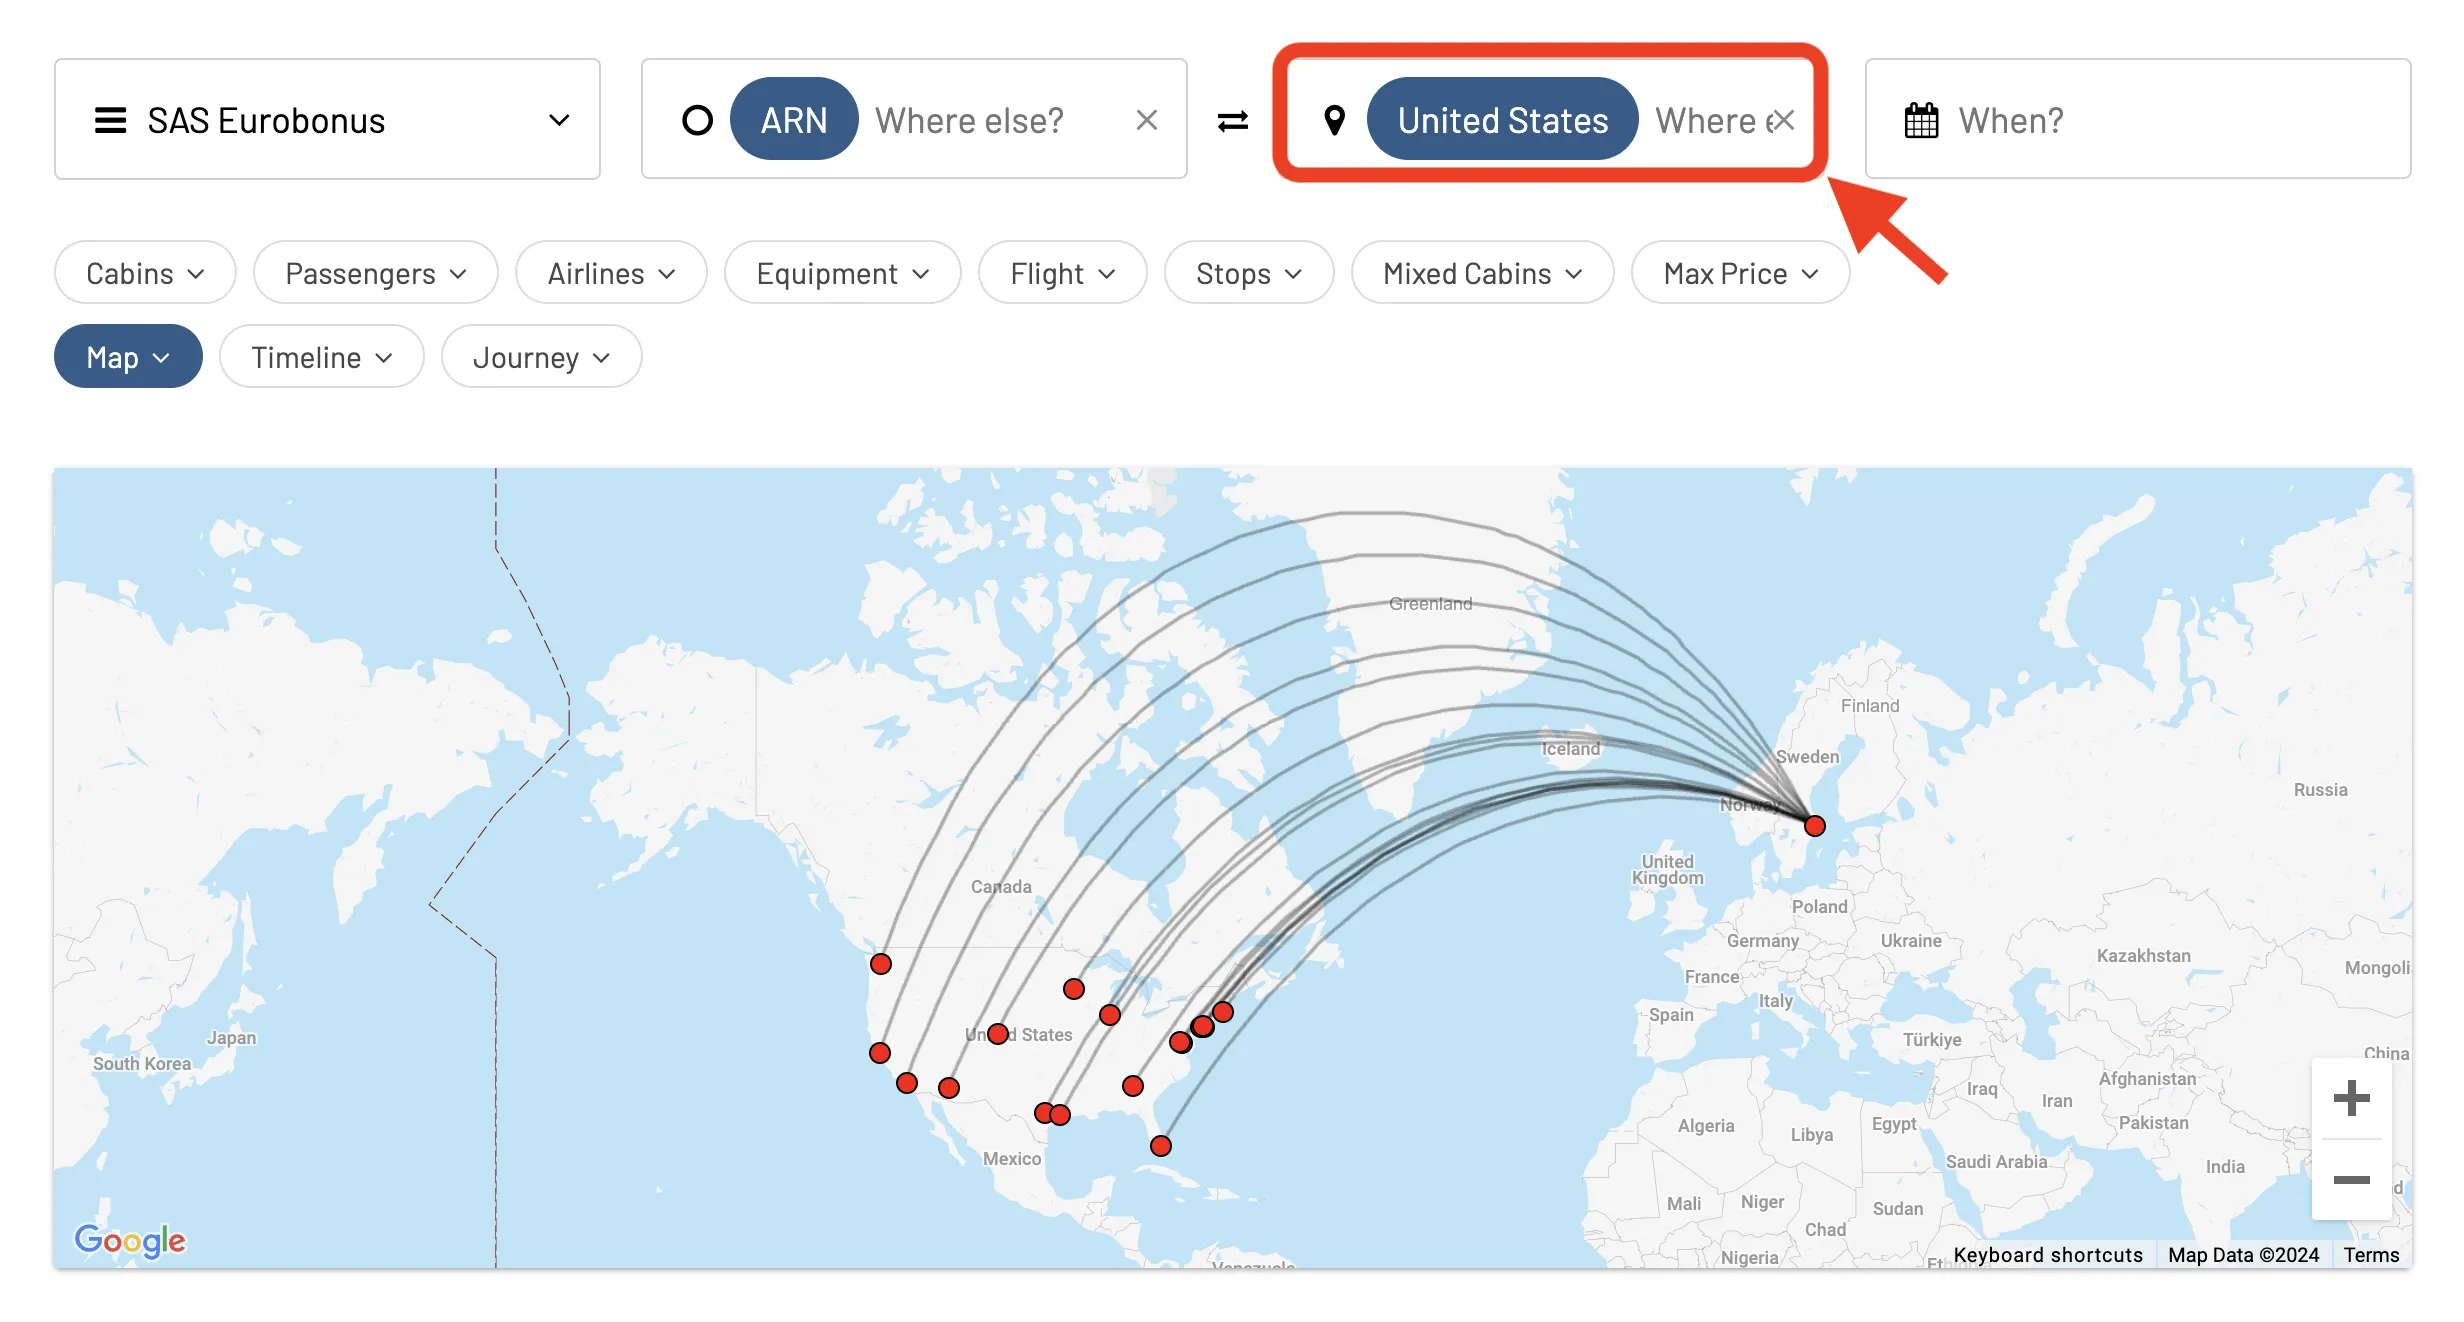 SAS Eurobonus
ARN Where else?
United States Where
When?
Cabins
Passengers
Airlines
Equipment
Flight
Stops
Mixed Cabins
Max Price
Map
Timeline
Journey
Greenland
Finland
Iceland
Sweden
Russia
Norway
United
Kingdom
Canada
Poland
Germany
Ukraine
Kazakhstan
France
Mongoli
Italy
Spain
United States
Japan
Türkiye
South Korea
China
Afghanistan
Iraq
Iran
Algeria
Libya
Egypt
Pakistan
Mexico
Saudi Arabia
India
Mali
Niger
Sudan
Chad
Google
Nigeria
Keyboard shortcuts
Map Data ©2024
Terms